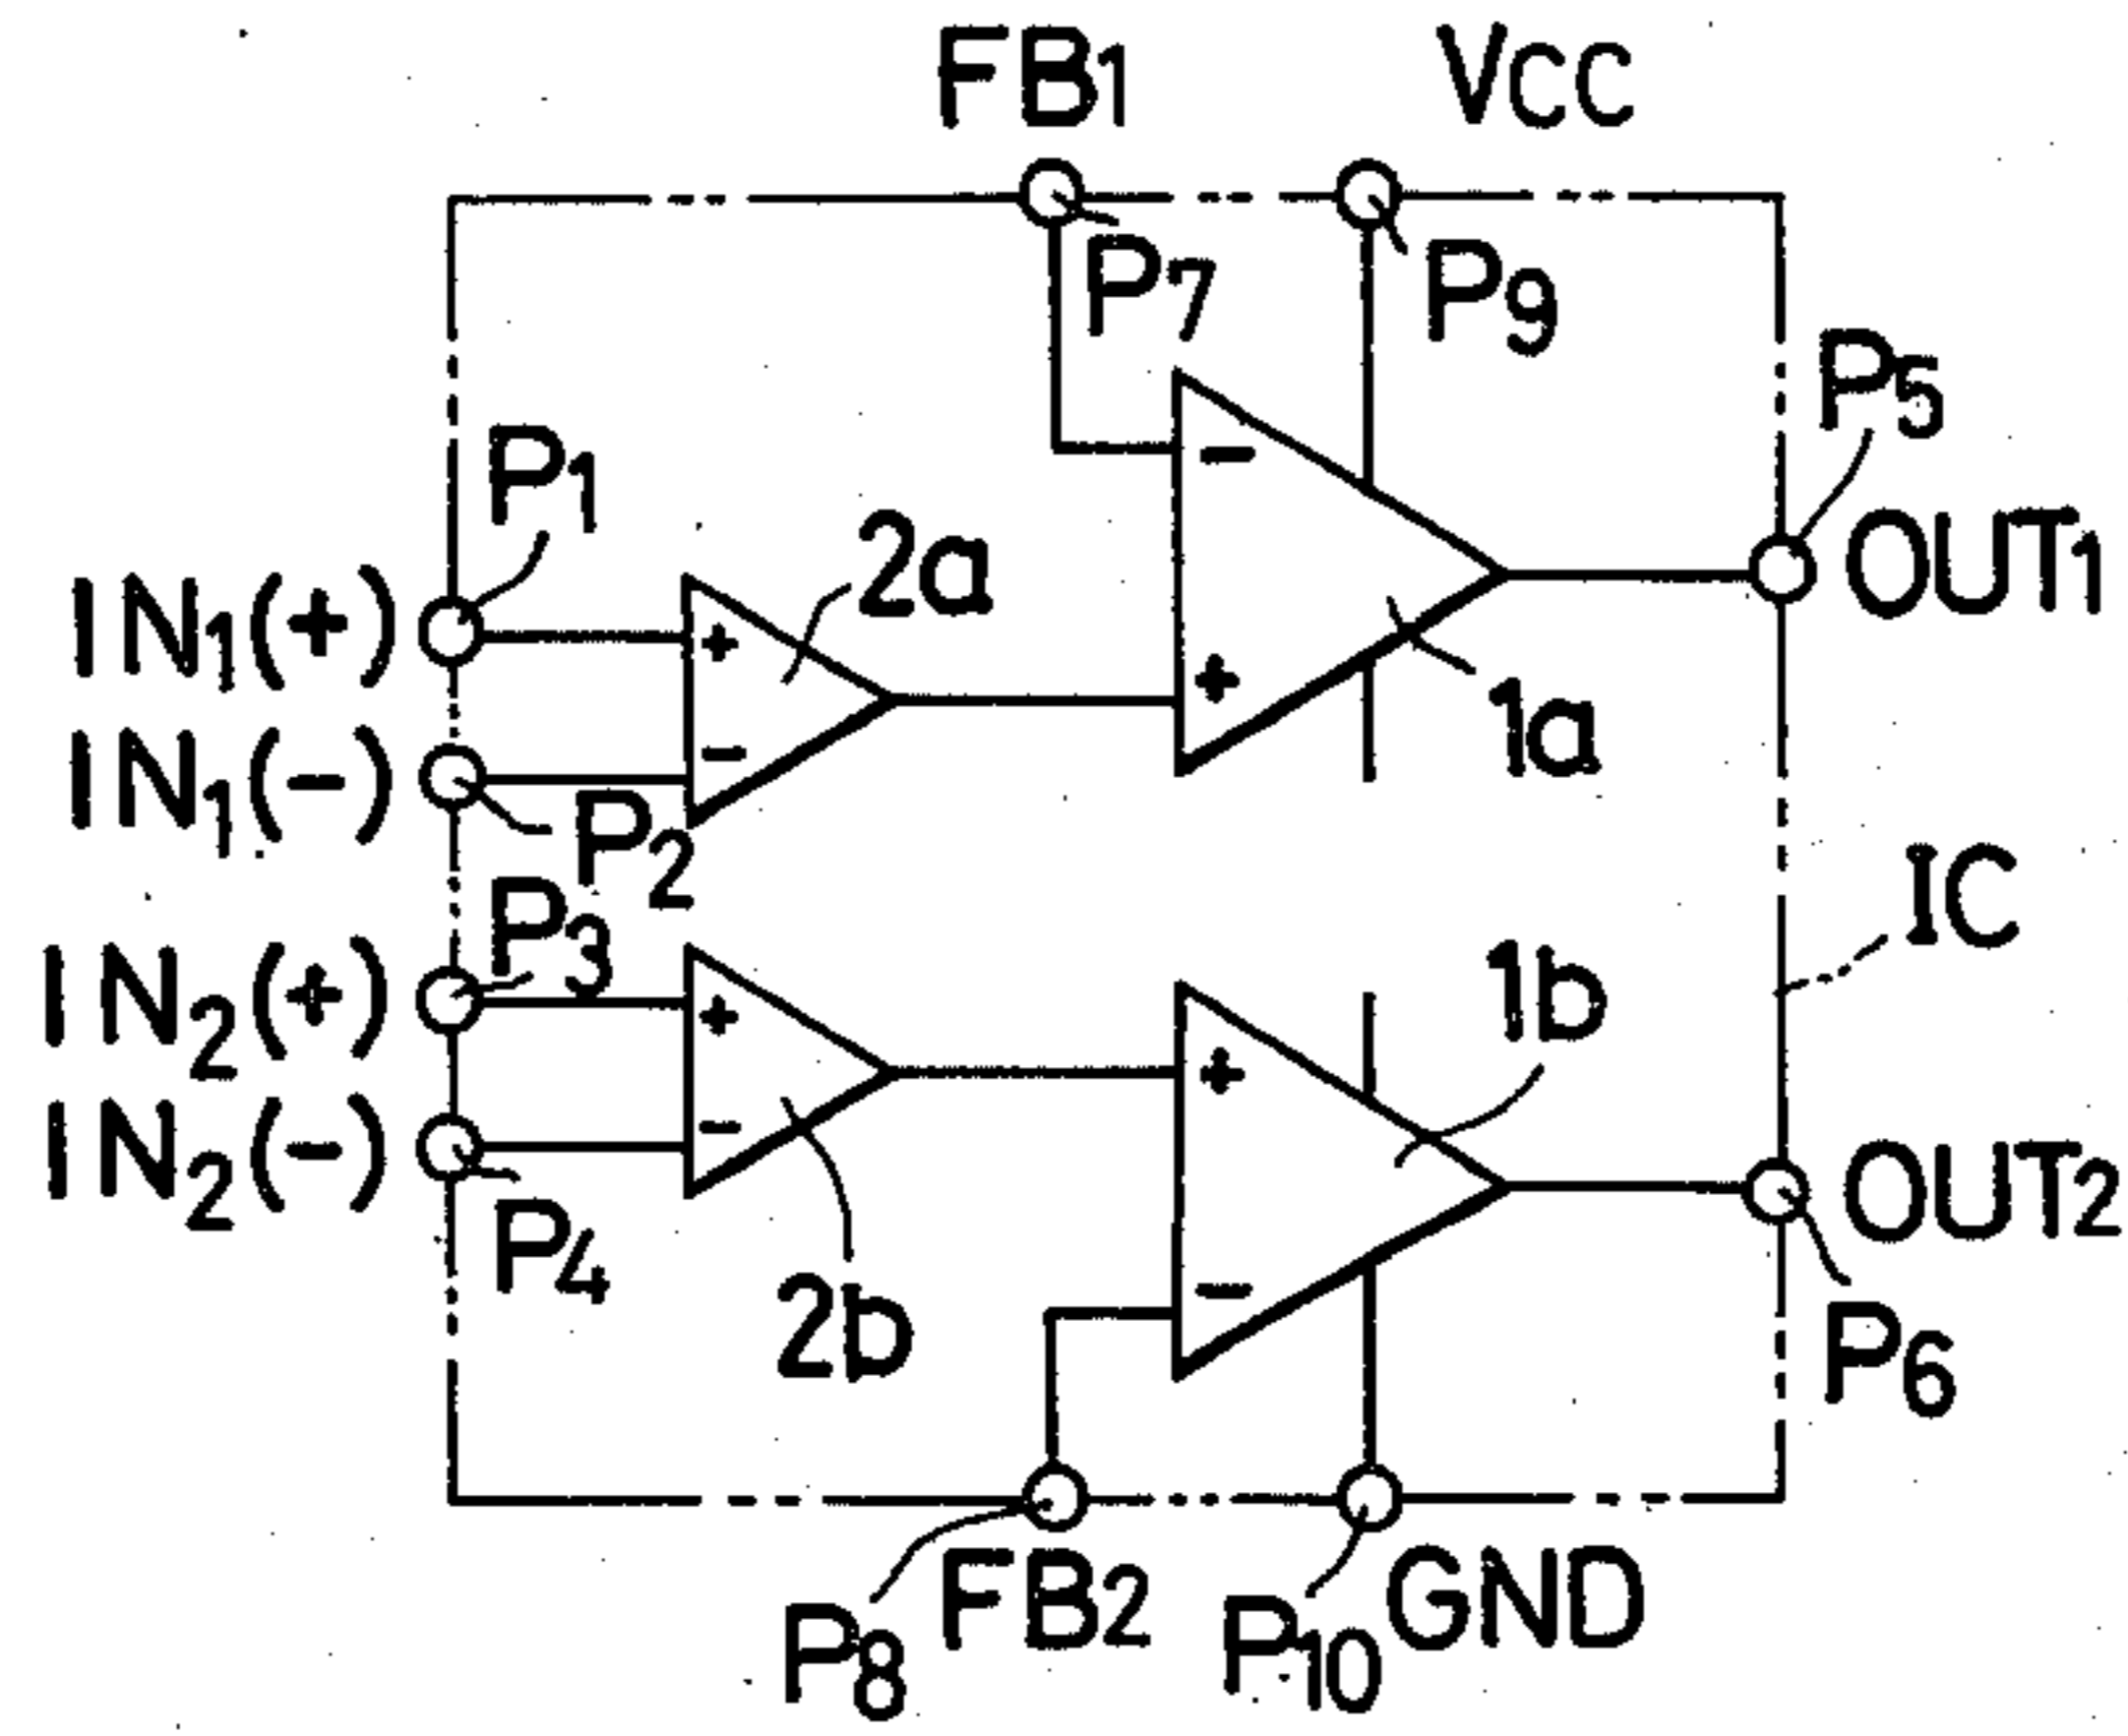 FB1 VCC
P7 P9
P5
P1
2a
OUT1
IN1(+)
+
-
+
-
1a
IN1(-)
P2
IC
P3
1b
IN2(+)
+
+
-
IN2(-)
OUT2
P4
2b
-
P6
FB2 GND
P8 P10